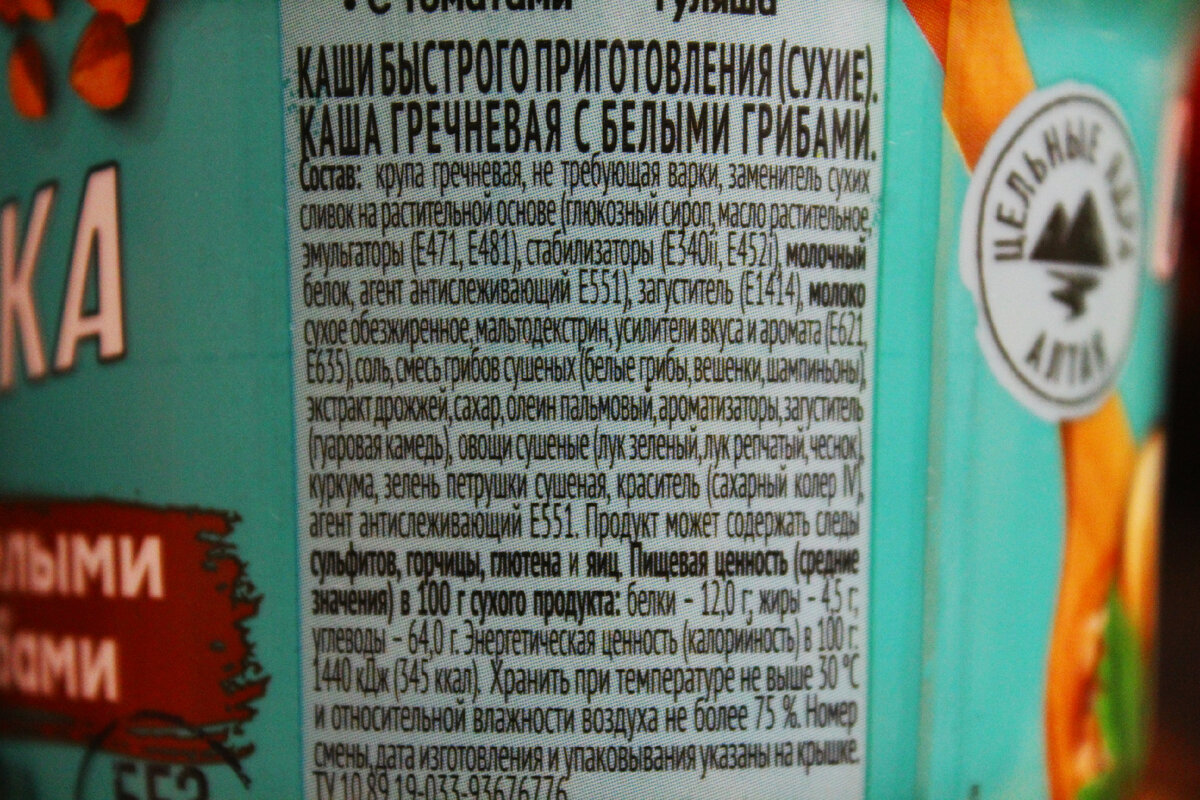 • С томатами гуляша
КАШИ БЫСТРОГО ПРИГОТОВЛЕНИЯ (СУХИЕ).
КАША ГРЕЧНЕВАЯ С БЕЛЫМИ ГРИБАМИ.
Состав: крупа гречневая, не требующая варки, заменитель сухих
сливок на растительной основе (глюкозный сироп, масло растительное,
эмульгаторы (Е471, Е481), стабилизаторы (Е340ii, Е452i), молочный
белок, агент антислеживающий Е551), загуститель (Е1414), молоко
сухое обезжиренное, мальтодекстрин, усилители вкуса и аромата (Е621,
Е635), соль, смесь грибов сушеных (белые грибы, вешенки, шампиньоны),
экстракт дрожжей, сахар, олеин пальмовый, ароматизаторы, загуститель
(гуаровая камедь), овощи сушеные (лук зеленый, лук репчатый, чеснок),
куркума, зелень петрушки сушеная, краситель (сахарный колер IV),
агент антислеживающий Е551. Продукт может содержать следы
сульфитов, горчицы, глютена и яиц. Пищевая ценность (средние
значения) в 100 г сухого продукта: белки – 12,0 г, жиры – 4,5 г,
углеводы – 64,0 г. Энергетическая ценность (калорийность) в 100 г:
1440 кДж (345 ккал). Хранить при температуре не выше 30 °С
и относительной влажности воздуха не более 75 %. Номер
смены, дата изготовления и упаковывания указаны на крышке.
ТУ 10.89.19-033-93676776
КА
лыми
бами
БЕЗ
ЦЕЛЬНЫЕ ЯДРА
АЛТАЯ